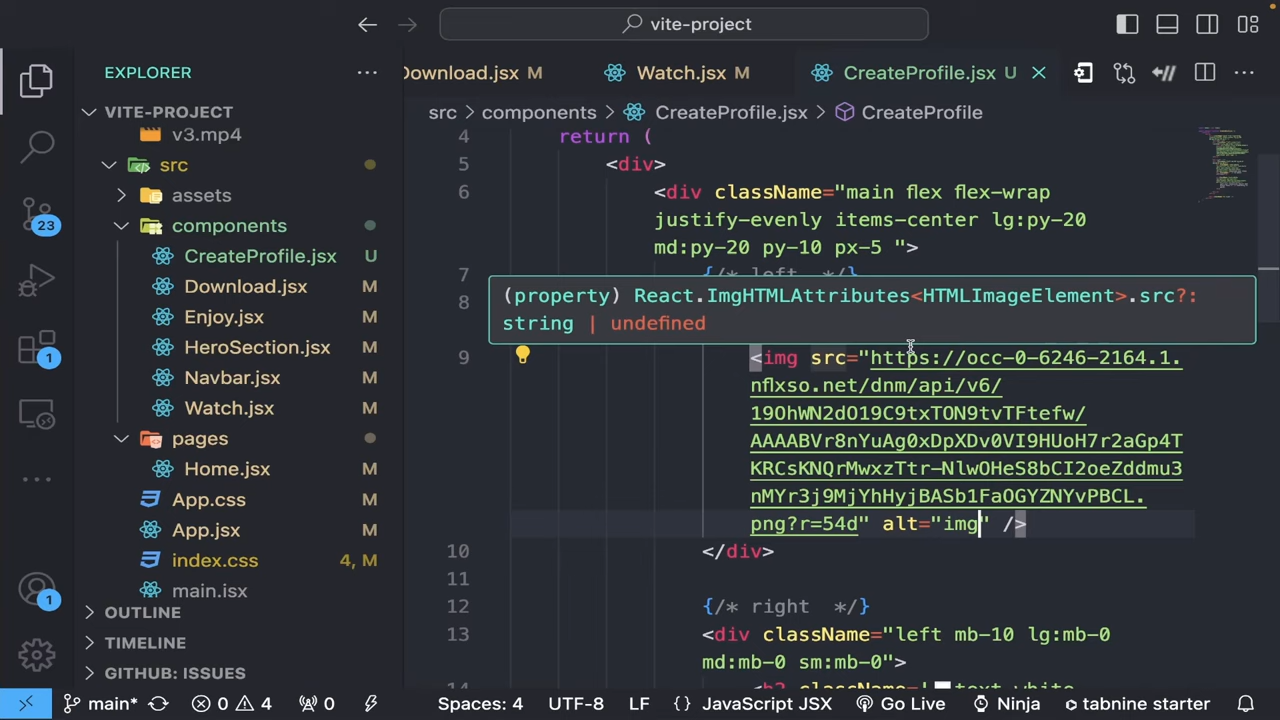 vite-project
EXPLORER
Download.jsx M
Watch.jsx M
CreateProfile.jsx U
VITE-PROJECT
src > components > CreateProfile.jsx > CreateProfile
v3.mp4
src
assets
components
CreateProfile.jsx U
Download.jsx M
Enjoy.jsx M
HeroSection.jsx M
Navbar.jsx M
Watch.jsx M
pages
Home.jsx M
App.css M
App.jsx M
index.css 4, M
main.jsx
OUTLINE
TIMELINE
GITHUB: ISSUES
23
1
1
4 return (
5 <div>
6 <div className="main flex flex-wrap
justify-evenly items-center lg:py-20
md:py-20 py-10 px-5 ">
7 {/* left */}
8
(property) React.ImgHTMLAttributes<HTMLImageElement>.src?:
string | undefined
9 <img src="https://occ-0-6246-2164.1.
nflxso.net/dnm/api/v6/
19OhWN2dO19C9txTON9tvTFtefw/
AAAABVr8nYuAg0xDpXDv0VI9HUoH7r2aGp4T
KRCsKNQrMwxzTtr-NlwOHeS8bCI2oeZddmu3
nMYr3j9MjYhHyjBASb1FaOGYZNYvPBCL.
png?r=54d" alt="img" />
10 </div>
11
12 {/* right */}
13 <div className="left mb-10 lg:mb-0
md:mb-0 sm:mb-0">
14 <h2 className="text-white
main* 0 4 0 Spaces: 4 UTF-8 LF {} JavaScript JSX Go Live Ninja tabnine starter